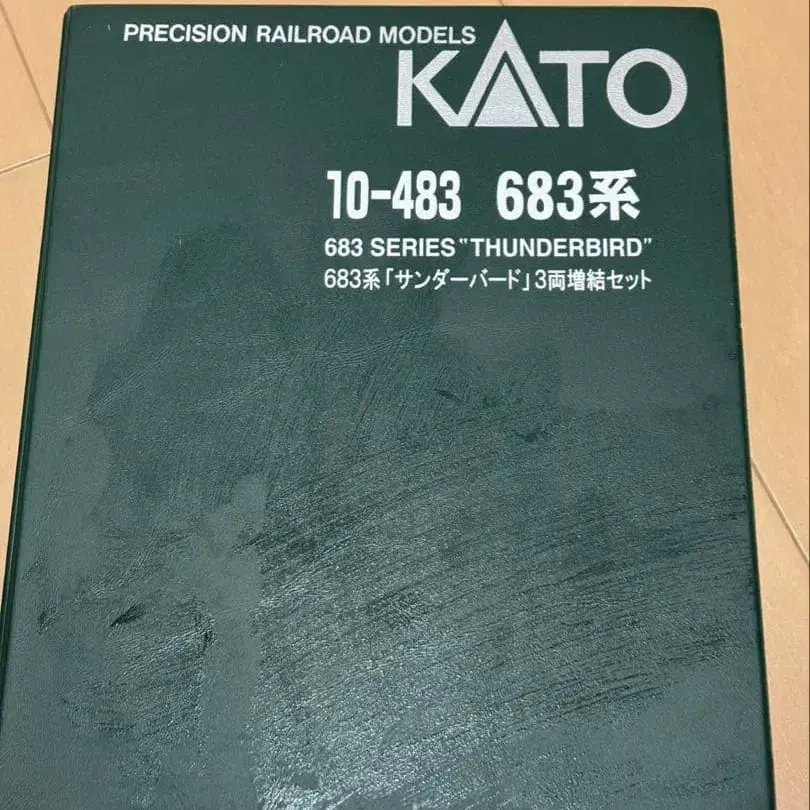 PRECISION RAILROAD MODELS
KATO
10-483 683系
683 SERIES "THUNDERBIRD"
683系「サンダーバード」3両増結セット